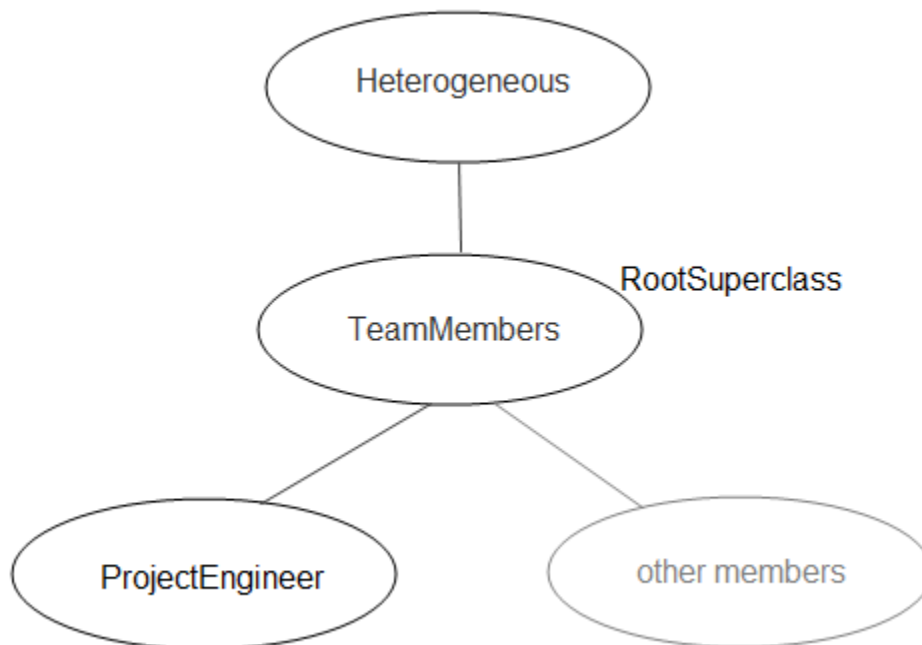 Heterogeneous
RootSuperclass
TeamMembers
ProjectEngineer
other members